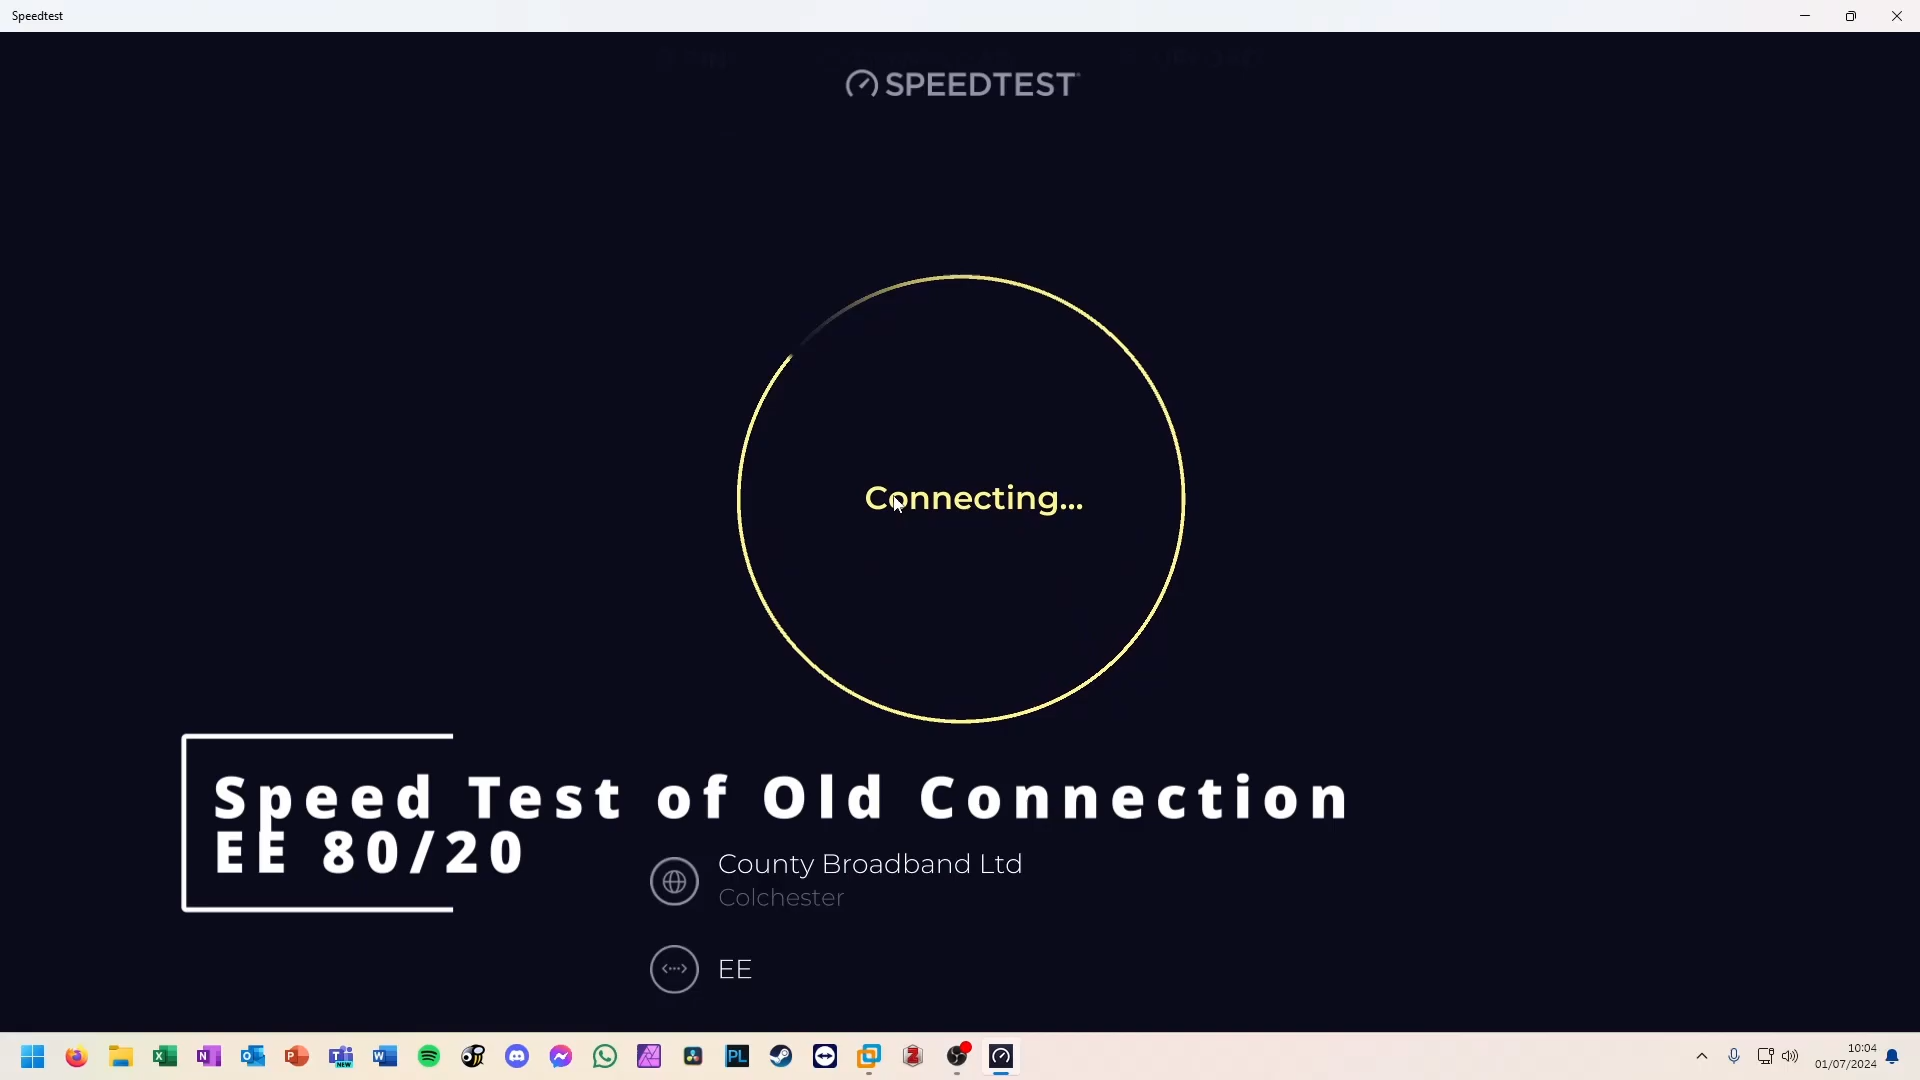 Speedtest
SPEEDTEST
Connecting...
Speed Test of Old Connection
EE 80/20
County Broadband Ltd
Colchester
EE
10:04
01/07/2024